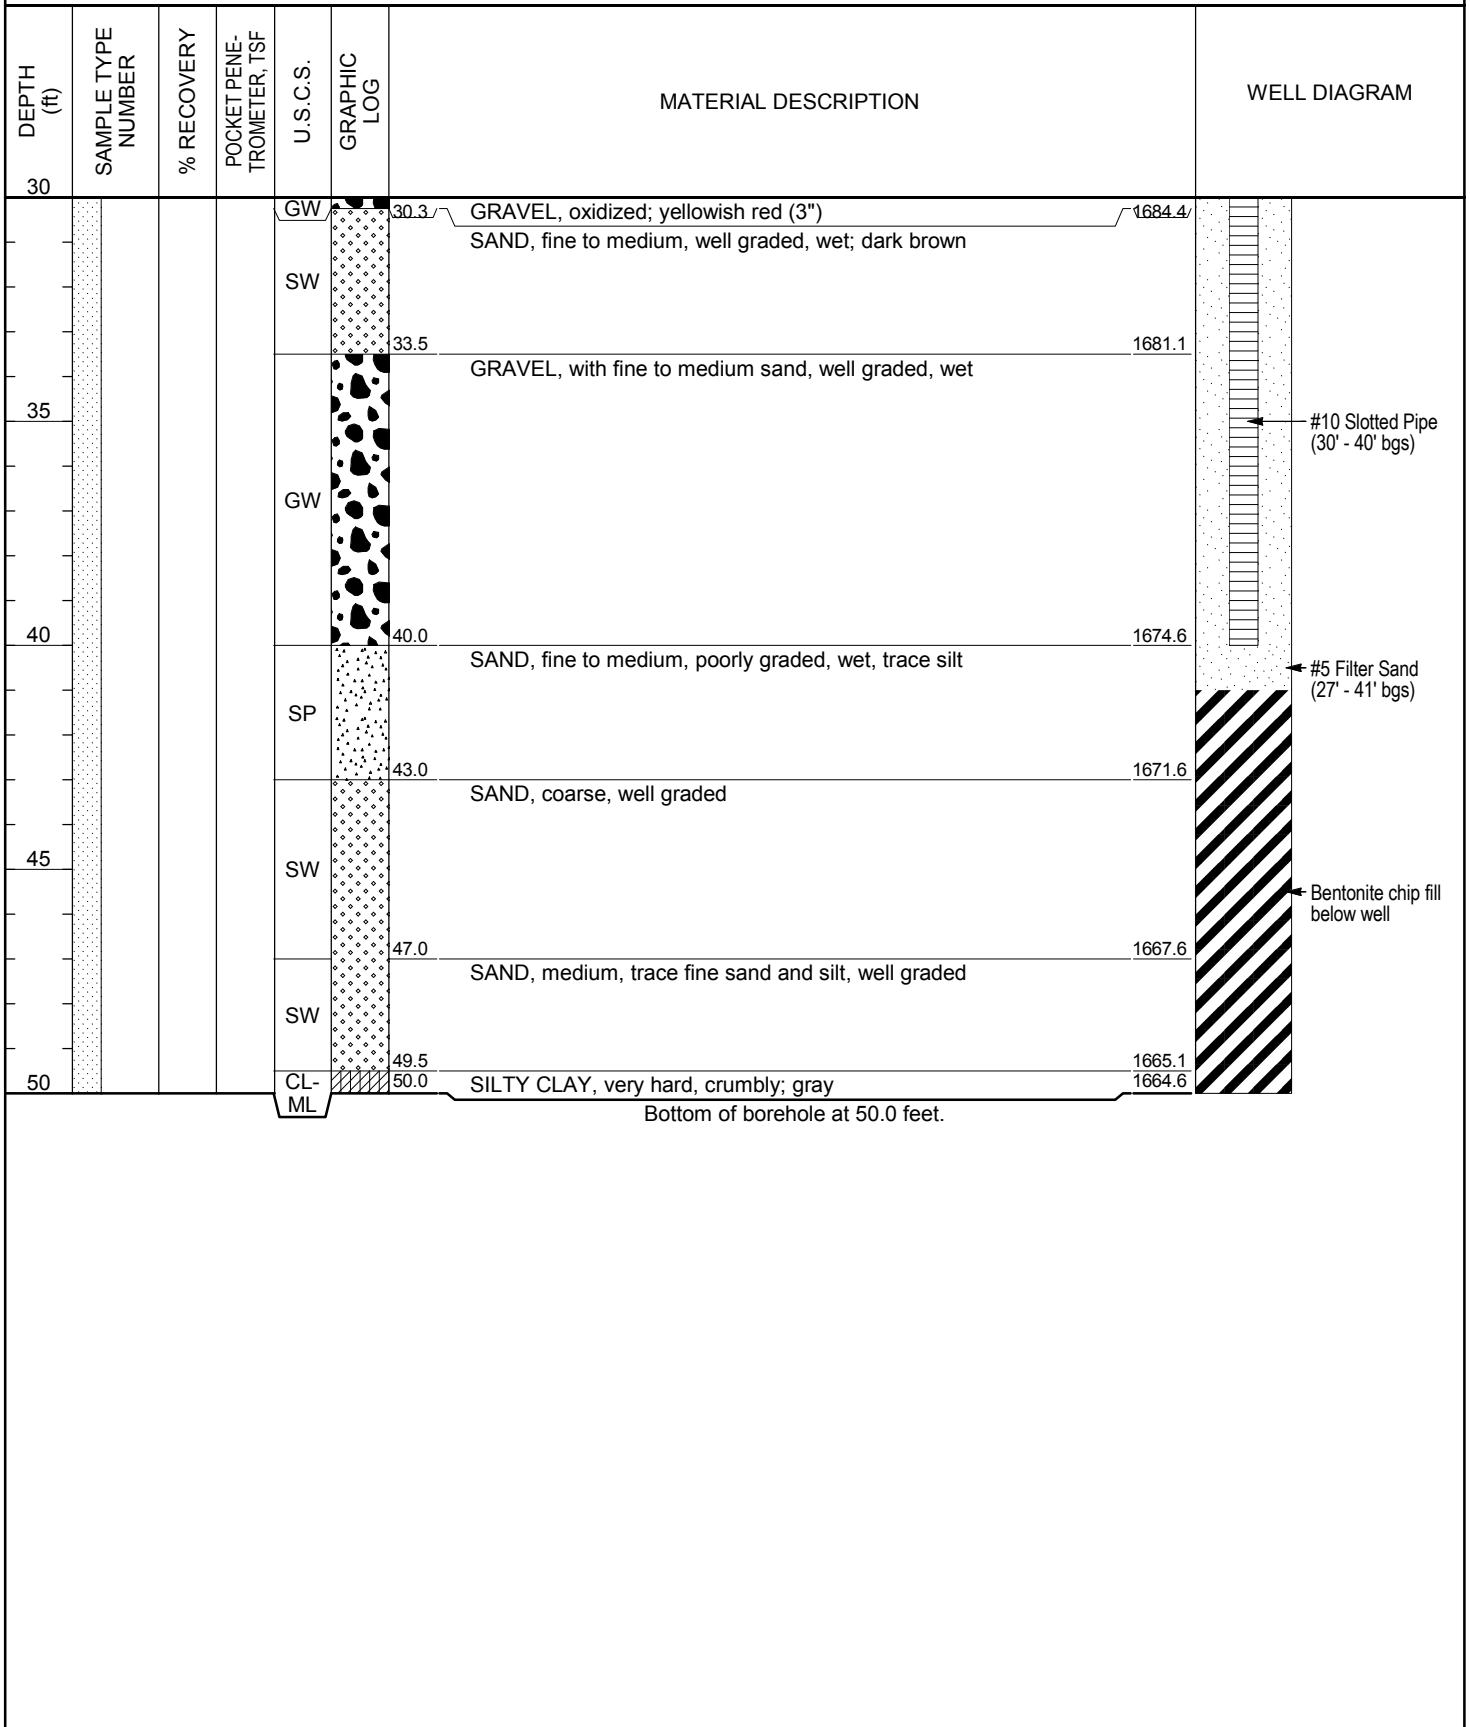 DEPTH
(ft)
SAMPLE TYPE
NUMBER
% RECOVERY
POCKET PENE-
TROMETER, TSF
U.S.C.S.
GRAPHIC
LOG
MATERIAL DESCRIPTION
WELL DIAGRAM
30
GW
30.3
GRAVEL, oxidized; yellowish red (3")
1684.4
SAND, fine to medium, well graded, wet; dark brown
SW
33.5
1681.1
GRAVEL, with fine to medium sand, well graded, wet
35
#10 Slotted Pipe
(30' - 40' bgs)
GW
40
40.0
1674.6
SAND, fine to medium, poorly graded, wet, trace silt
#5 Filter Sand
(27' - 41' bgs)
SP
43.0
1671.6
SAND, coarse, well graded
45
SW
Bentonite chip fill
below well
47.0
1667.6
SAND, medium, trace fine sand and silt, well graded
SW
49.5
1665.1
50
CL-
ML
50.0
SILTY CLAY, very hard, crumbly; gray
1664.6
Bottom of borehole at 50.0 feet.